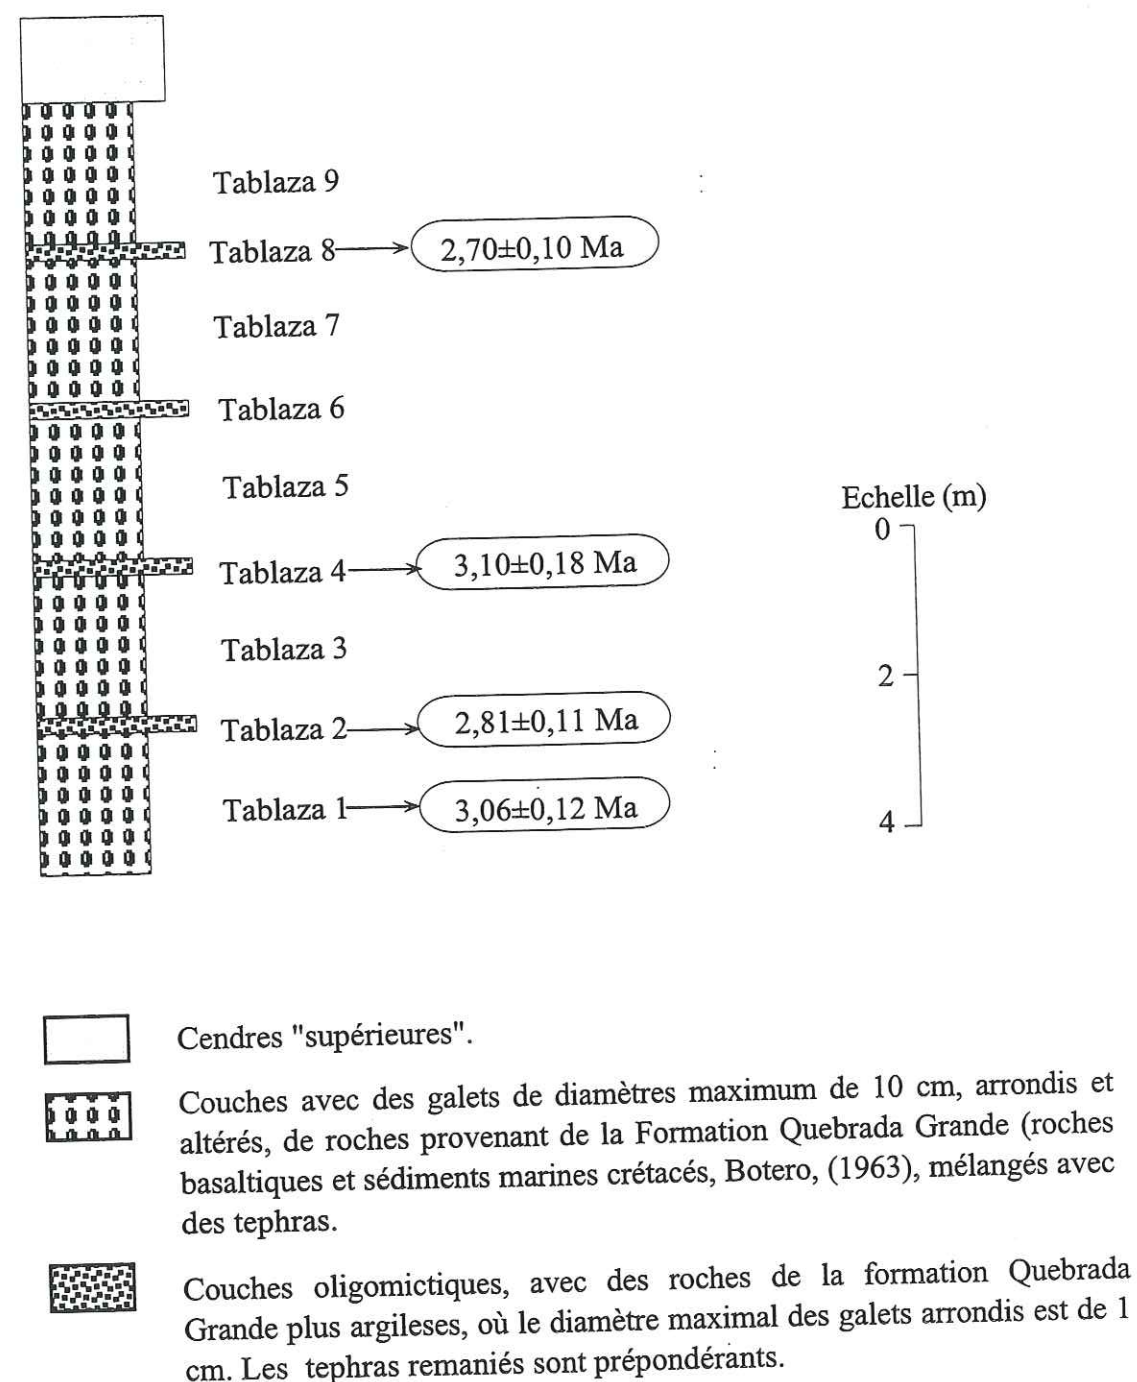 Tablaza 9
Tablaza 8
2,70±0,10 Ma
Tablaza 7
Tablaza 6
Tablaza 5
Echelle (m)
0
Tablaza 4
3,10±0,18 Ma
Tablaza 3
2
Tablaza 2
2,81±0,11 Ma
Tablaza 1
3,06±0,12 Ma
4
Cendres "supérieures".
Couches avec des galets de diamètres maximum de 10 cm, arrondis et
altérés, de roches provenant de la Formation Quebrada Grande (roches
basaltiques et sédiments marines crétacés, Botero, (1963), mélangés avec
des tephras.
Couches oligomictiques, avec des roches de la formation Quebrada
Grande plus argileses, où le diamètre maximal des galets arrondis est de 1
cm. Les tephras remaniés sont prépondérants.